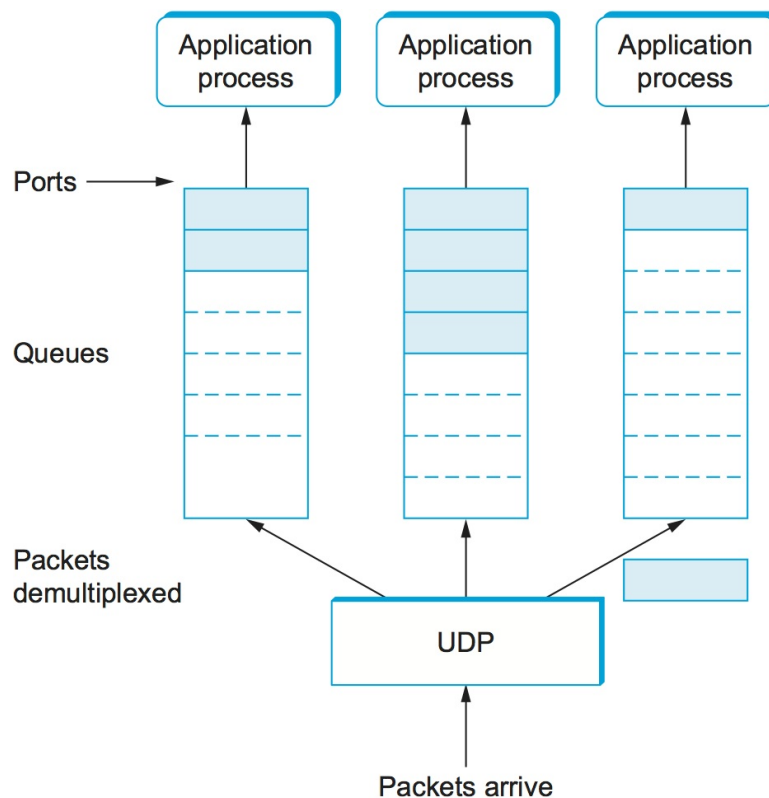 Application
process
Application
process
Application
process
Ports
Queues
Packets
demultiplexed
UDP
Packets arrive